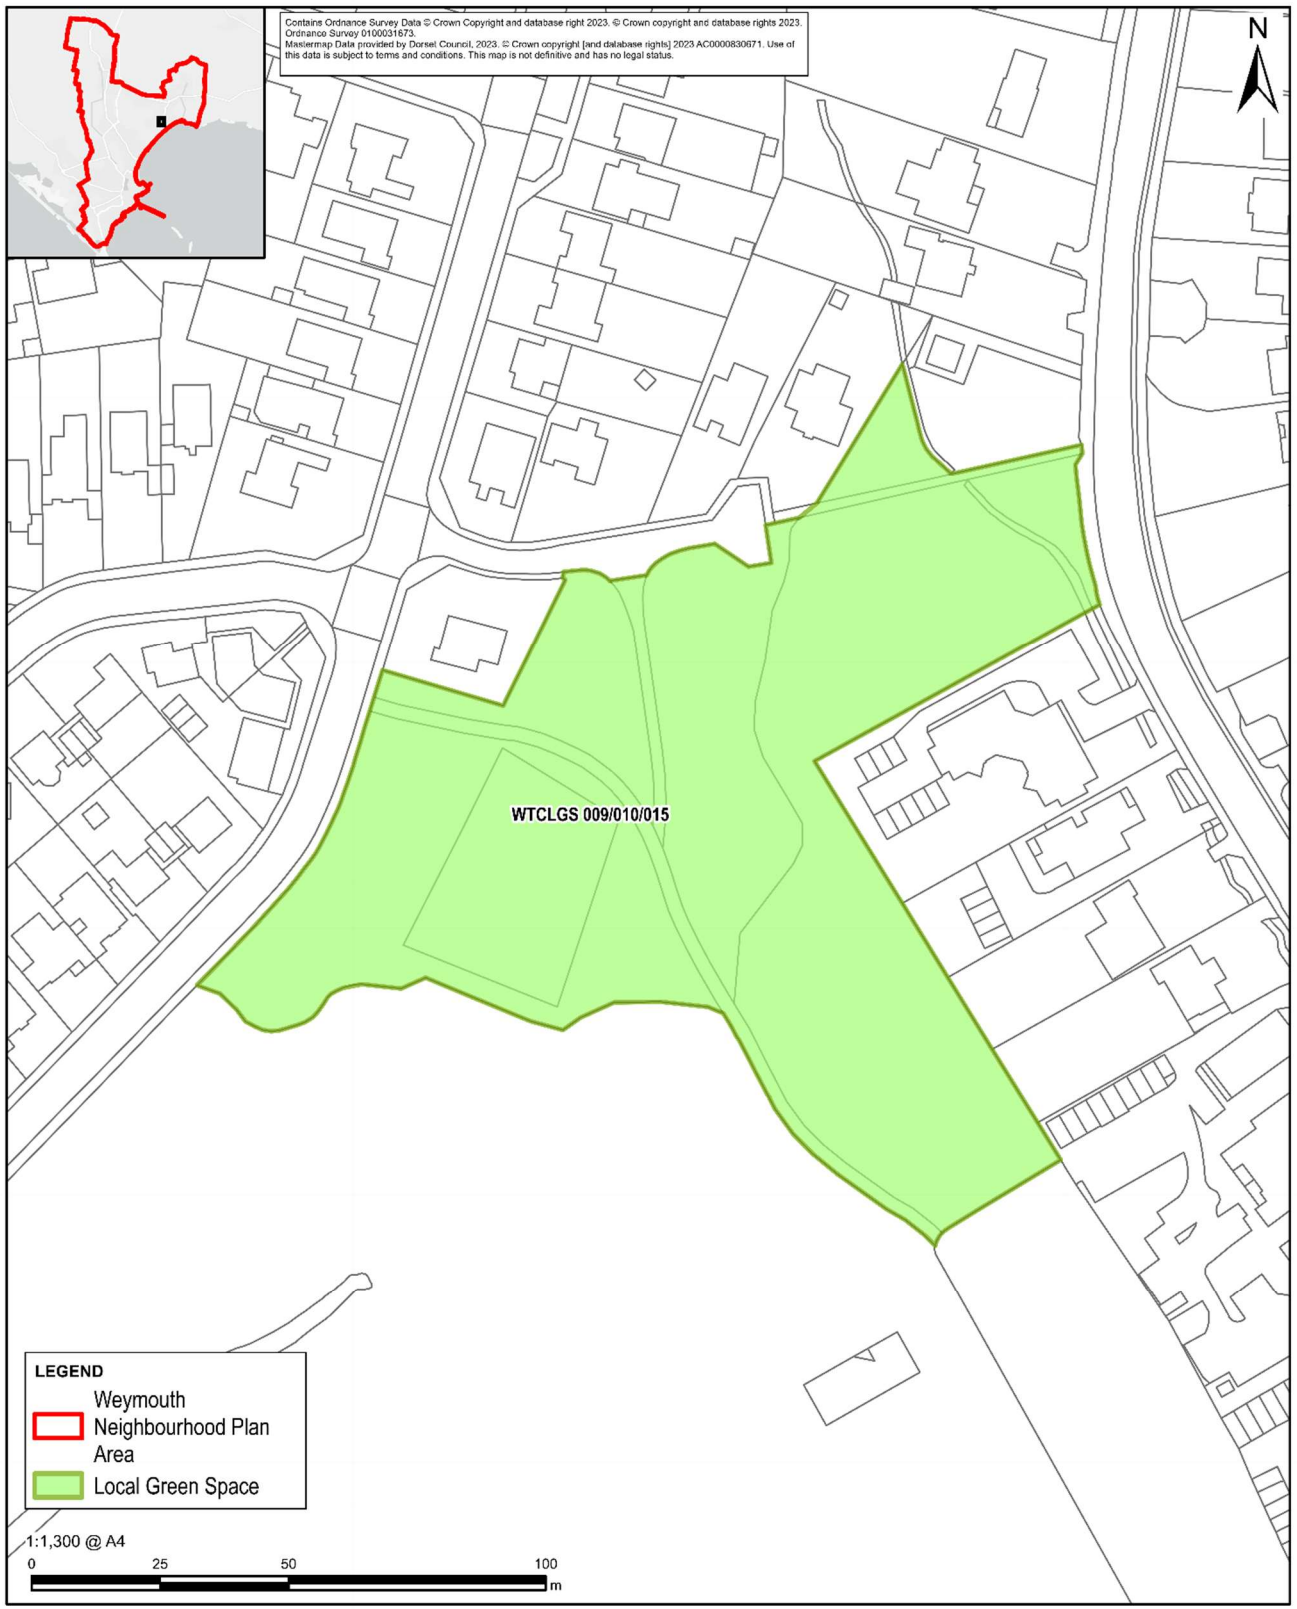 Contains Ordnance Survey Data © Crown Copyright and database right 2023. © Crown copyright and database rights 2023.
Ordnance Survey 0100031673.
Mastermap Data provided by Dorset Council, 2023. © Crown copyright [and database rights] 2023 AC0000830671. Use of
this data is subject to terms and conditions. This map is not definitive and has no legal status.
N
WTCLGS 009/010/015
LEGEND
Weymouth
Neighbourhood Plan
Area
Local Green Space
1:1,300 @ A4
0 25 50 100
m